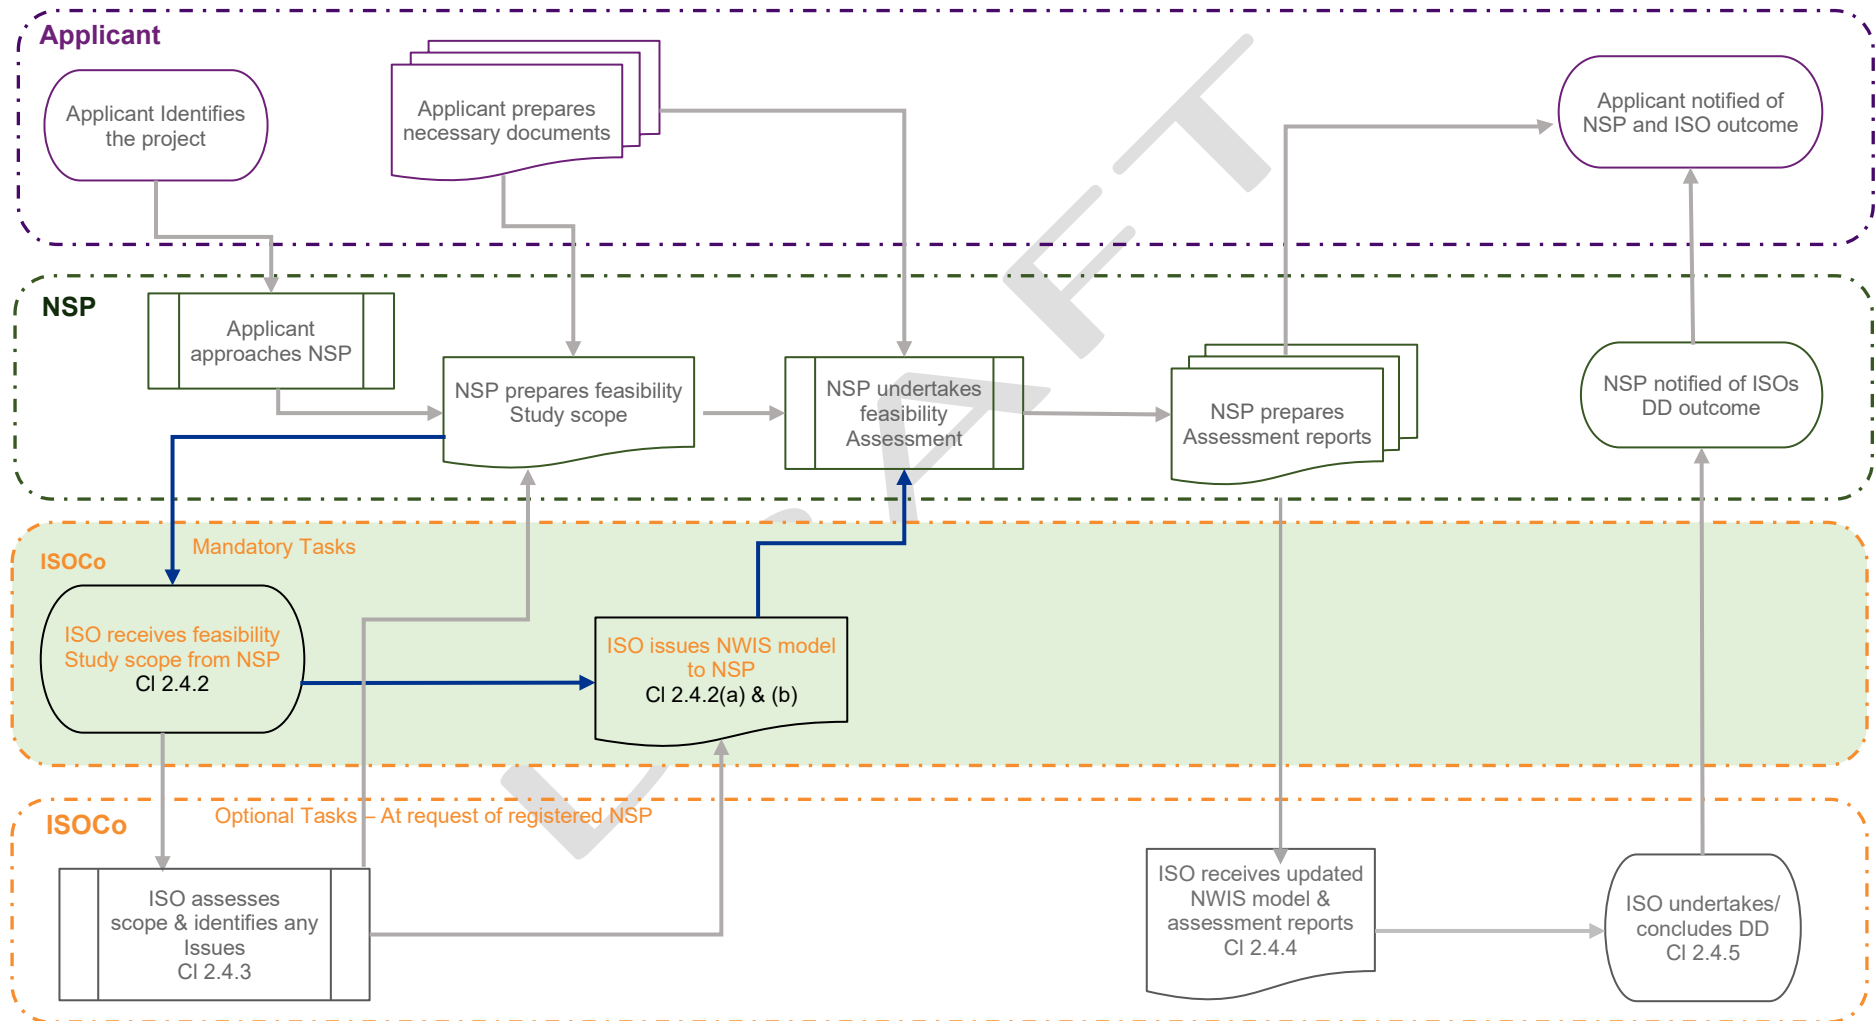 Applicant
Applicant Identifies
the project
Applicant prepares
necessary documents
Applicant notified of
NSP and ISO outcome
NSP
Applicant
approaches NSP
NSP prepares feasibility
Study scope
NSP undertakes
feasibility
Assessment
NSP prepares
Assessment reports
NSP notified of ISOs
DD outcome
ISOCo
Mandatory Tasks
ISO receives feasibility
Study scope from NSP
Cl 2.4.2
ISO issues NWIS model
to NSP
Cl 2.4.2(a) & (b)
ISOCo
Optional Tasks – At request of registered NSP
ISO assesses
scope & identifies any
Issues
Cl 2.4.3
ISO receives updated
NWIS model &
assessment reports
Cl 2.4.4
ISO undertakes/
concludes DD
Cl 2.4.5
DRAFT